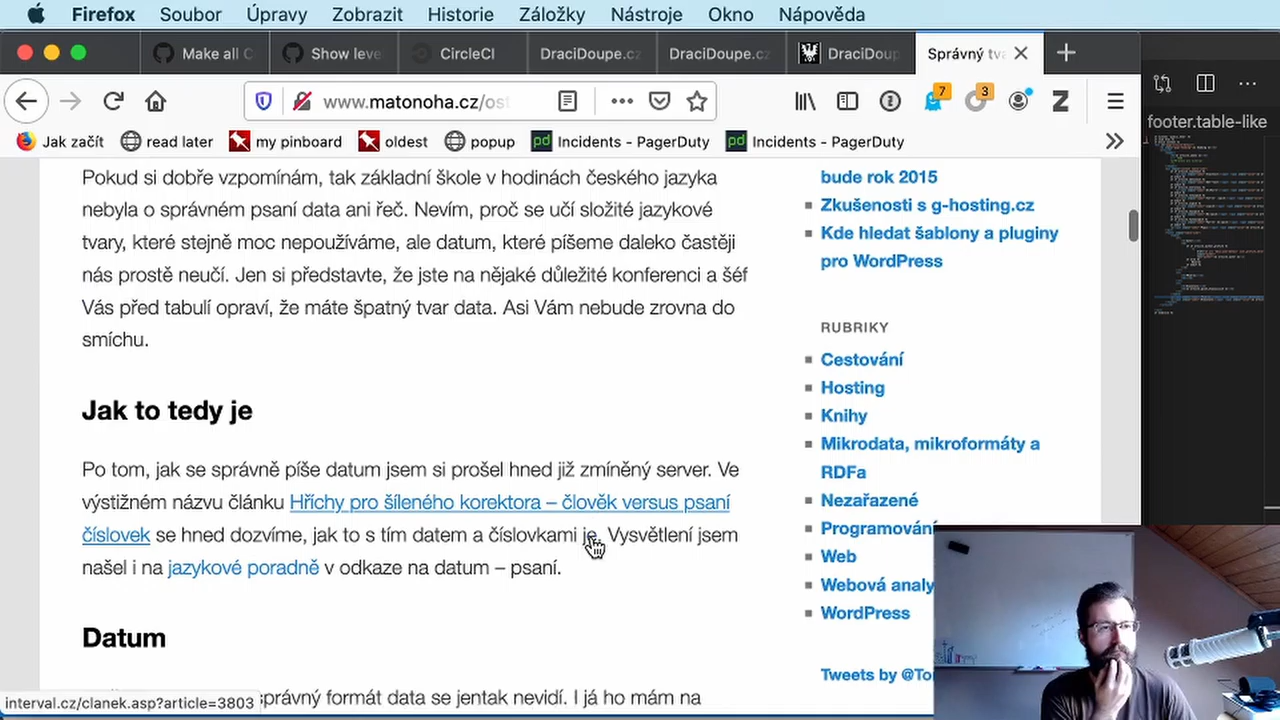 Firefox Soubor Úpravy Zobrazit Historie Záložky Nástroje Okno Nápověda
Make all C Show leve CircleCI DraciDoupe.cz DraciDoupe.cz DraciDoup Správný tva
www.matonoha.cz/ost 7 3
footer.table-like
Jak začít read later my pinboard oldest popup Incidents - PagerDuty Incidents - PagerDuty
Pokud si dobře vzpomínám, tak základní škole hodinách českého jazyka
nebyla o správném psaní data ani řeč. Nevím, proč se učí složité jazykové
tvary, které stejně moc nepoužíváme, ale datum, které píšeme daleko častěji
nás prostě neučí. Jen si představte, že jste na nějaké důležité konferenci a šéf
Vás před tabulí opraví, že máte špatný tvar data. Asi Vám nebude zrovna do
smíchu.
Jak to tedy je
Po tom, jak se správně píše datum jsem si prošel hned již zmíněný server. Ve
výstižném názvu článku Hříchy pro šíleného korektora – člověk versus psaní
číslovek se hned dozvíme, jak to s tím datem a číslovkami je. Vysvětlení jsem
našel i na jazykové poradně v odkaze na datum – psaní.
Datum
správný formát data se jentak nevidí. I já ho mám na
interval.cz/clanek.asp?article=3803
bude rok 2015
Zkušenosti s g-hosting.cz
Kde hledat šablony a pluginy
pro WordPress
RUBRIKY
Cestování
Hosting
Knihy
Mikrodata, mikroformáty a
RDFa
Nezařazené
Programování
Web
Webová analy
WordPress
Tweets by @To